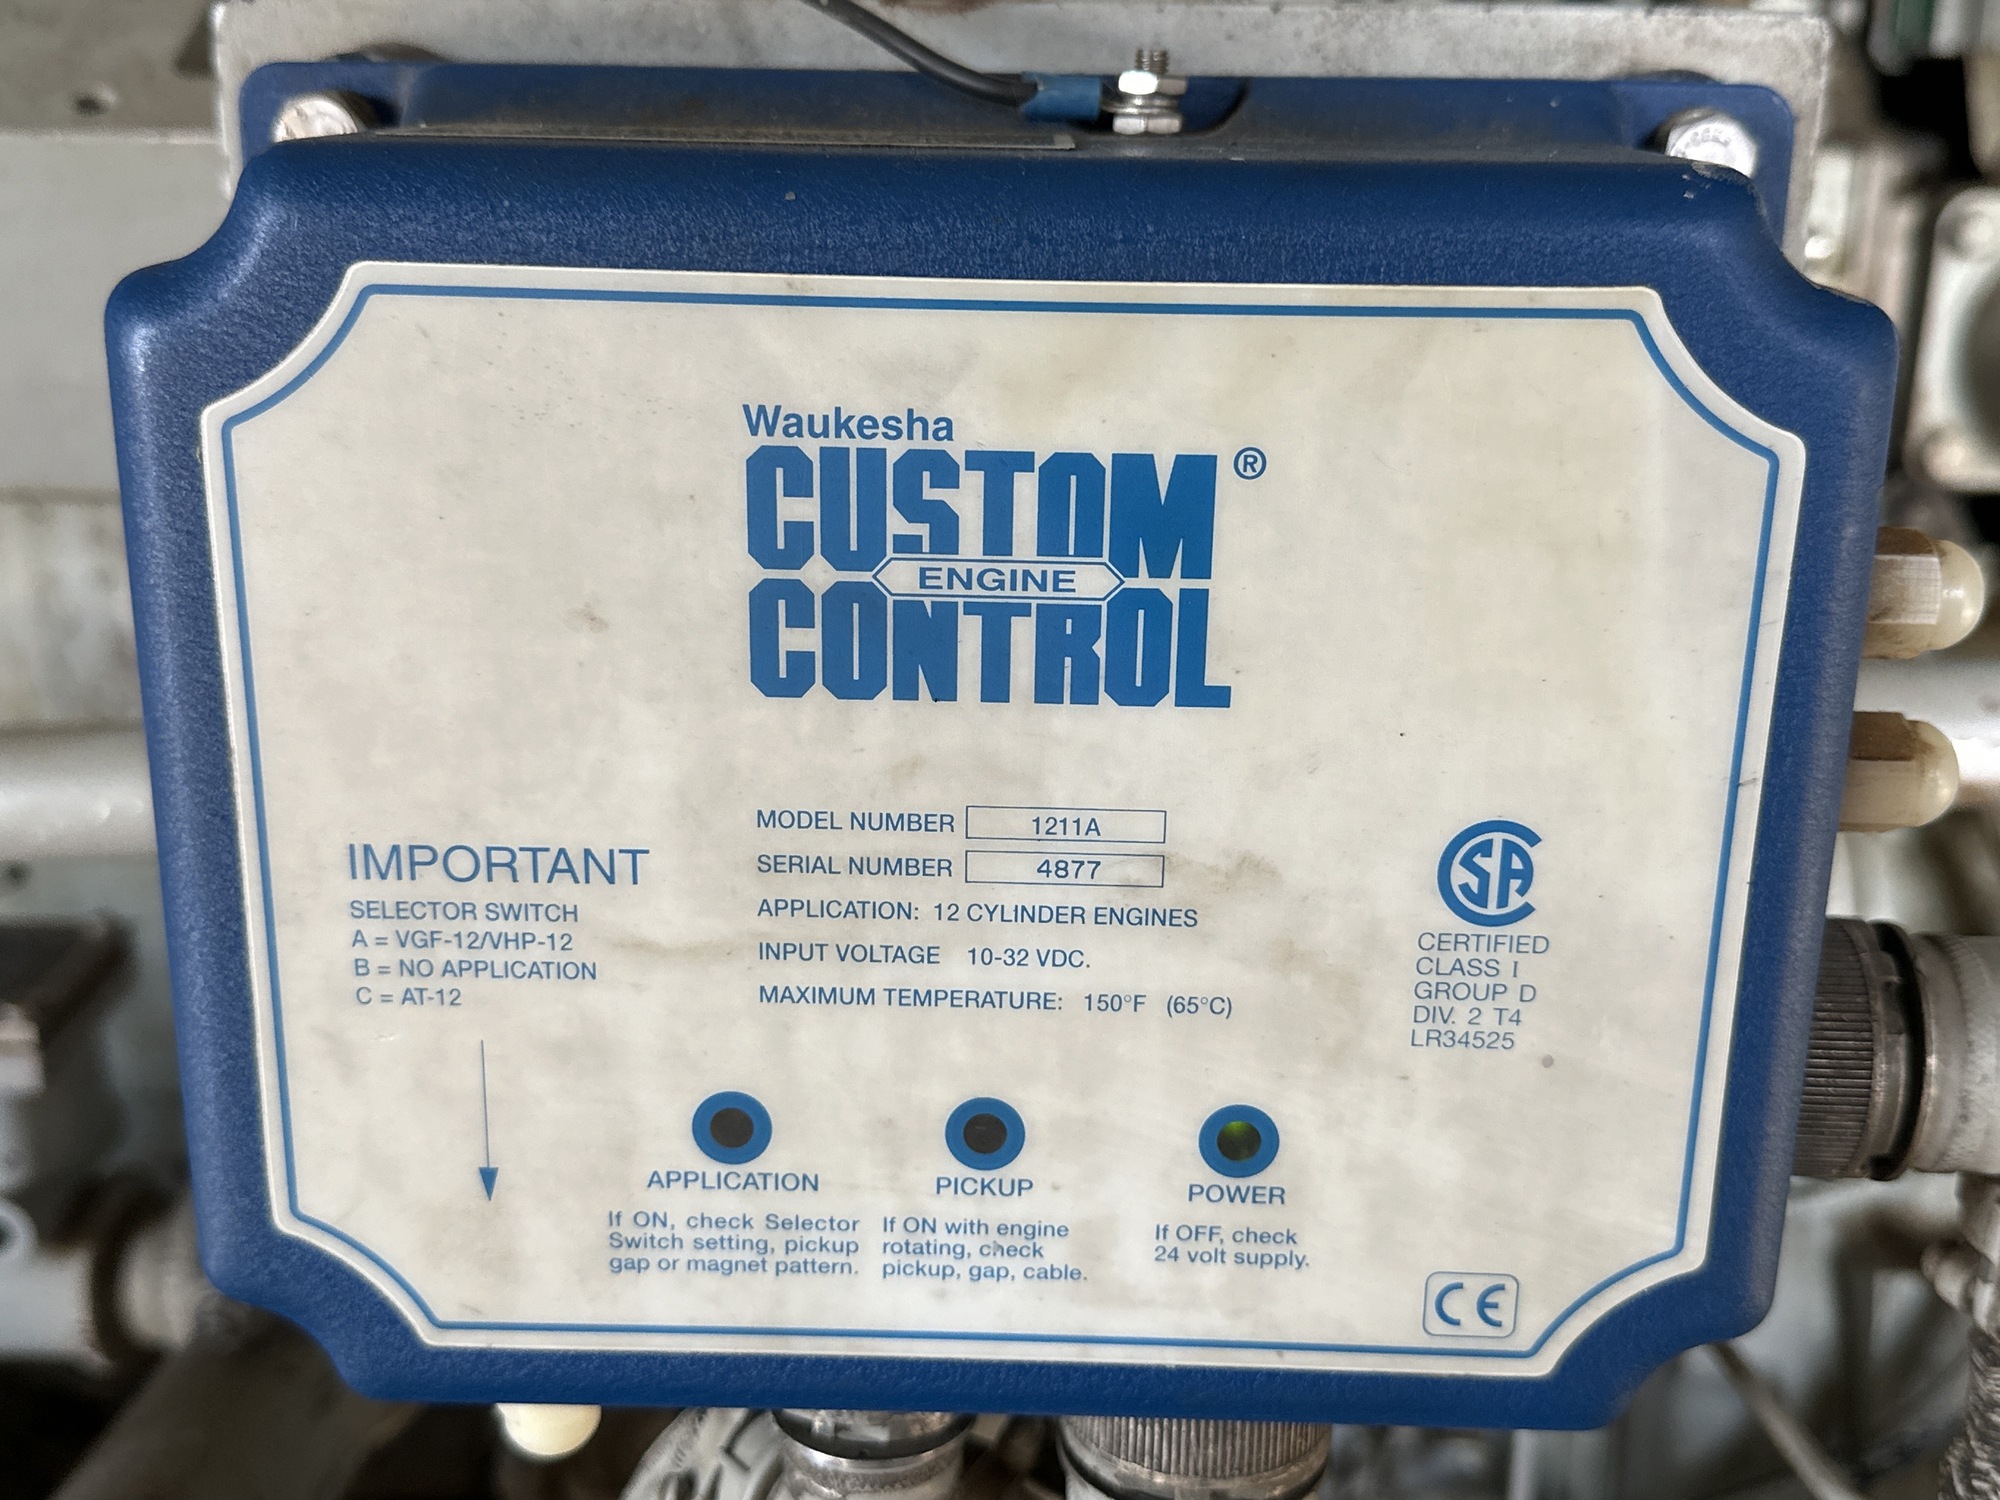 Waukesha
CUSTOM ®
ENGINE
CONTROL
MODEL NUMBER 1211A
SERIAL NUMBER 4877
APPLICATION: 12 CYLINDER ENGINES
INPUT VOLTAGE 10-32 VDC.
MAXIMUM TEMPERATURE: 150°F (65°C)
IMPORTANT
SELECTOR SWITCH
A = VGF-12/VHP-12
B = NO APPLICATION
C = AT-12
CSA
CERTIFIED
CLASS I
GROUP D
DIV. 2 T4
LR34525
APPLICATION
If ON, check Selector
Switch setting, pickup
gap or magnet pattern.
PICKUP
If ON with engine
rotating, check
pickup, gap, cable.
POWER
If OFF, check
24 volt supply.
CE